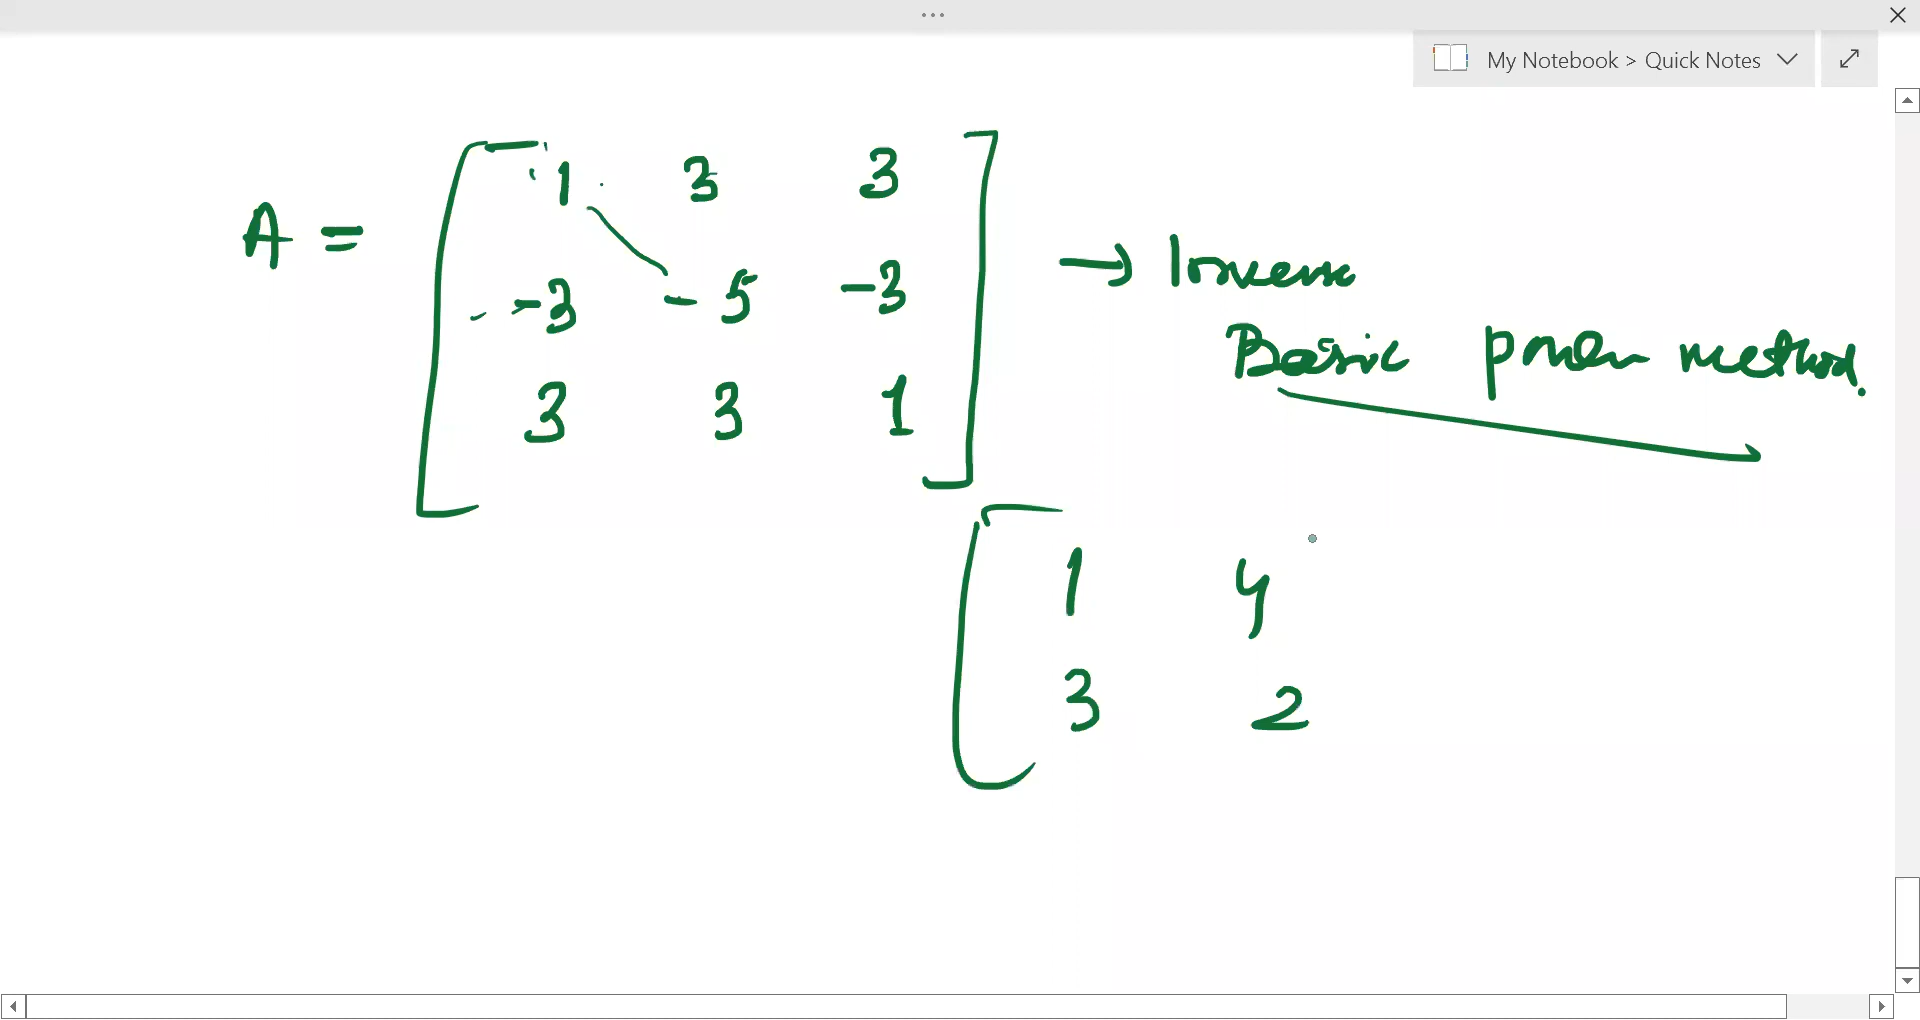 My Notebook > Quick Notes
A = [ 1 3 3
-3 -5 -3
3 3 1 ]
→ Inverse
Basic power method.
[ 1 4
3 2